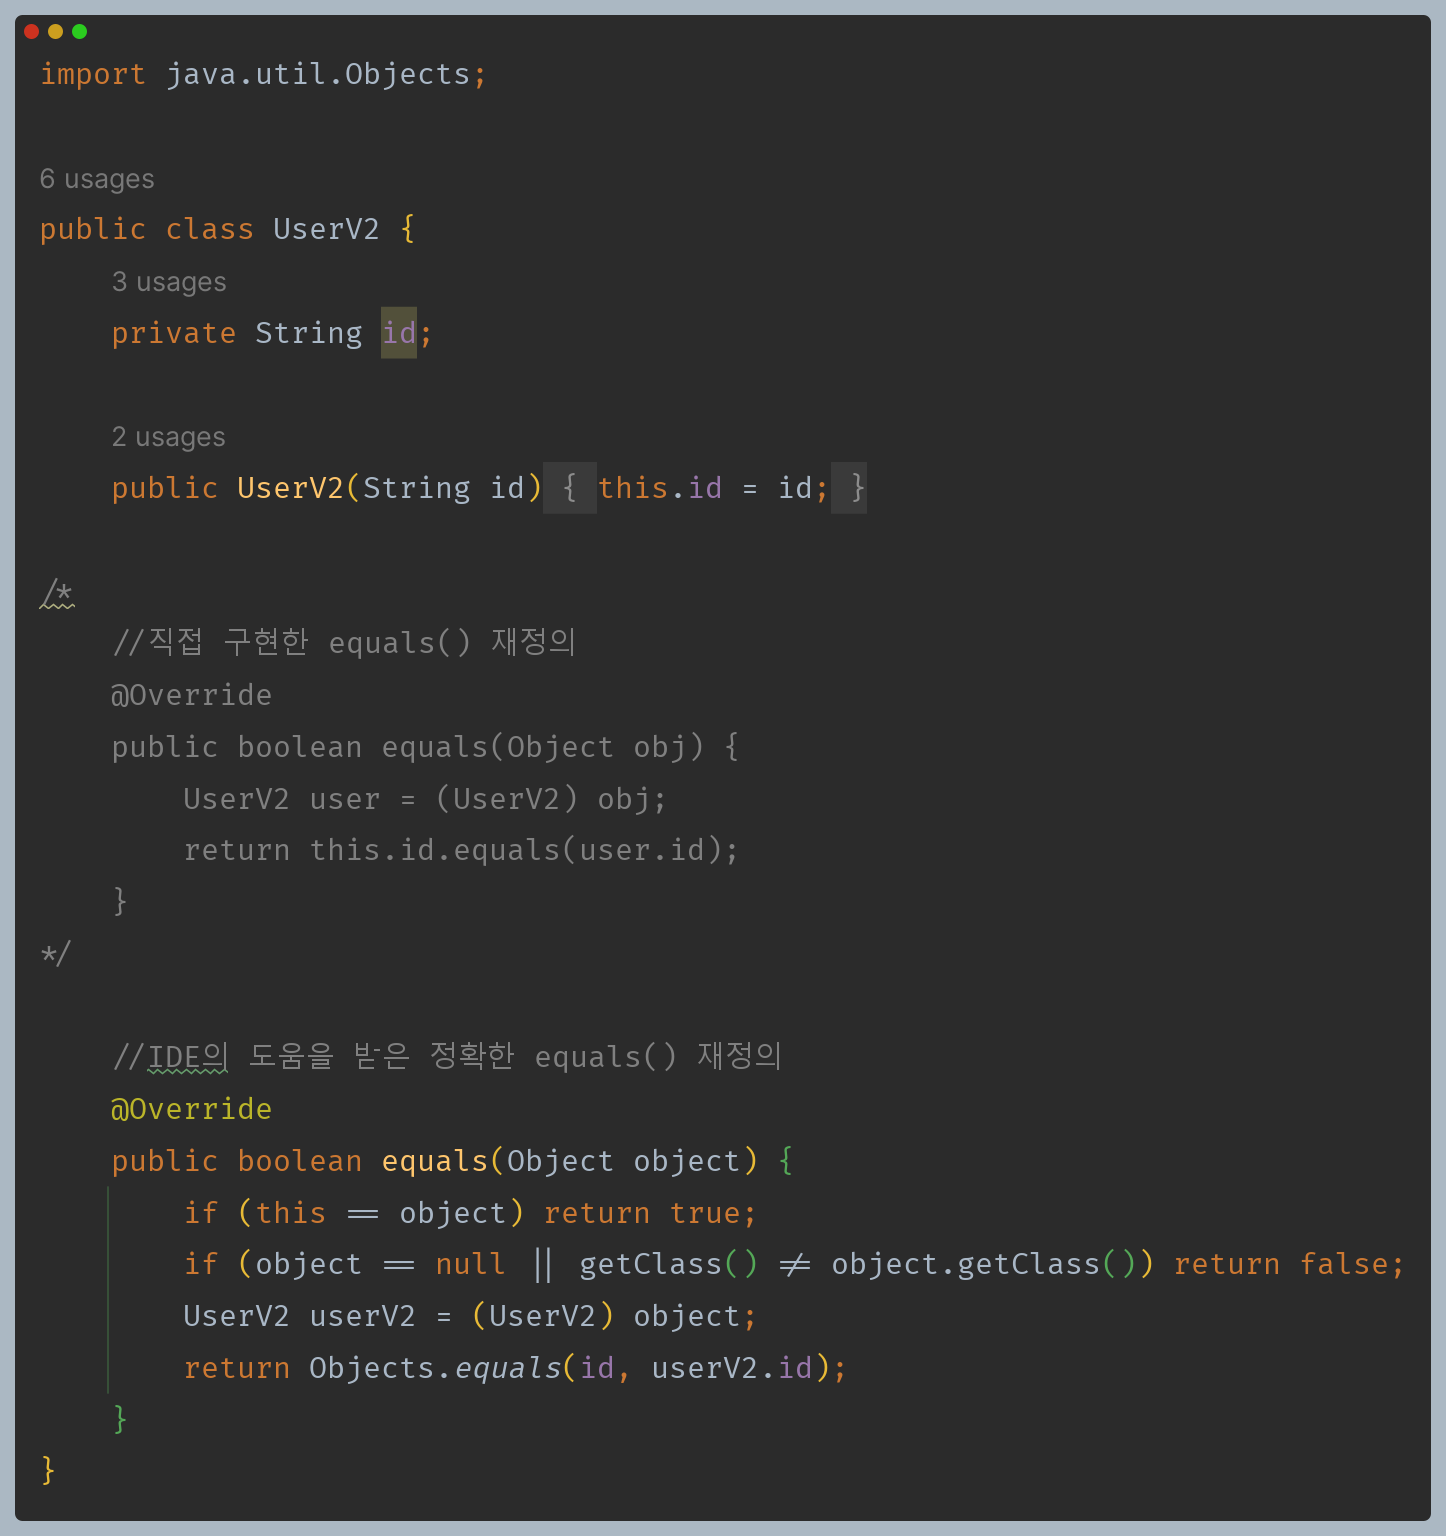 import java.util.Objects;
6 usages
public class UserV2 {
3 usages
private String id;
2 usages
public UserV2(String id) { this.id = id; }
/*
//직접 구현한 equals() 재정의
@Override
public boolean equals(Object obj) {
UserV2 user = (UserV2) obj;
return this.id.equals(user.id);
}
*/
//IDE의 도움을 받은 정확한 equals() 재정의
@Override
public boolean equals(Object object) {
if (this == object) return true;
if (object == null || getClass() != object.getClass()) return false;
UserV2 userV2 = (UserV2) object;
return Objects.equals(id, userV2.id);
}
}